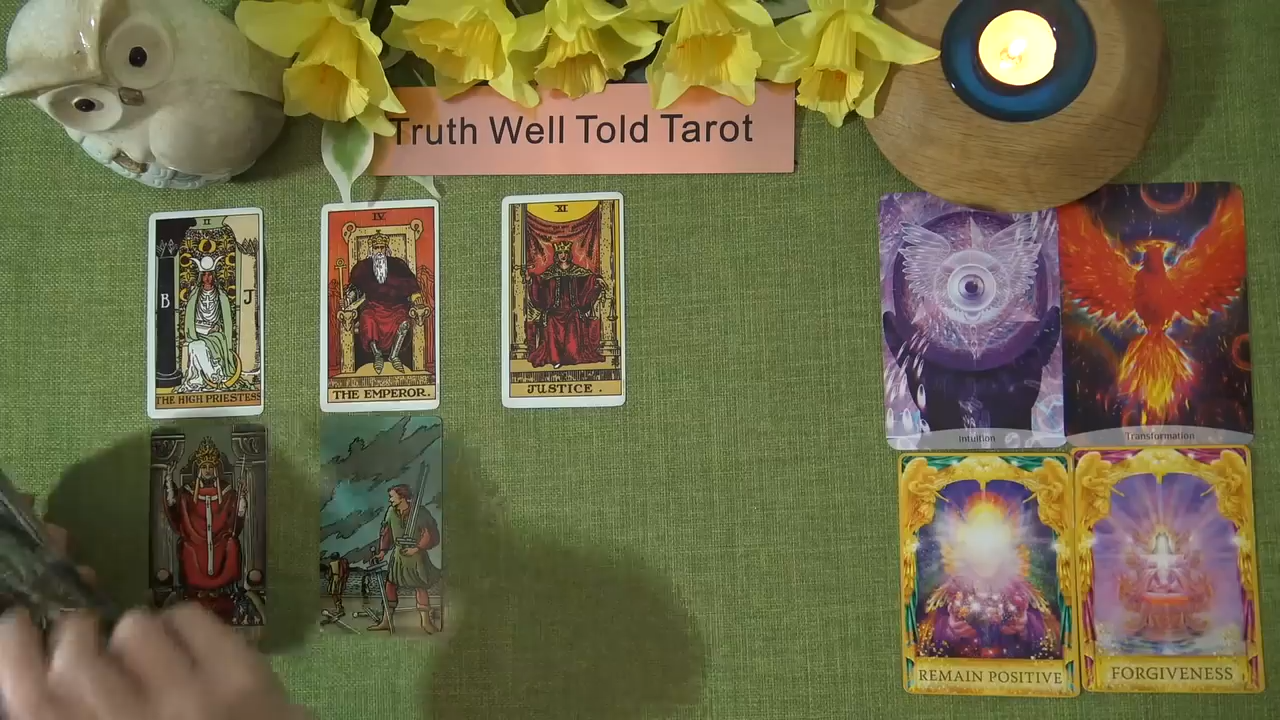 Truth Well Told Tarot
II
B
J
THE HIGH PRIESTESS
IV
THE EMPEROR.
XI
JUSTICE.
Intuition
Transformation
REMAIN POSITIVE
FORGIVENESS